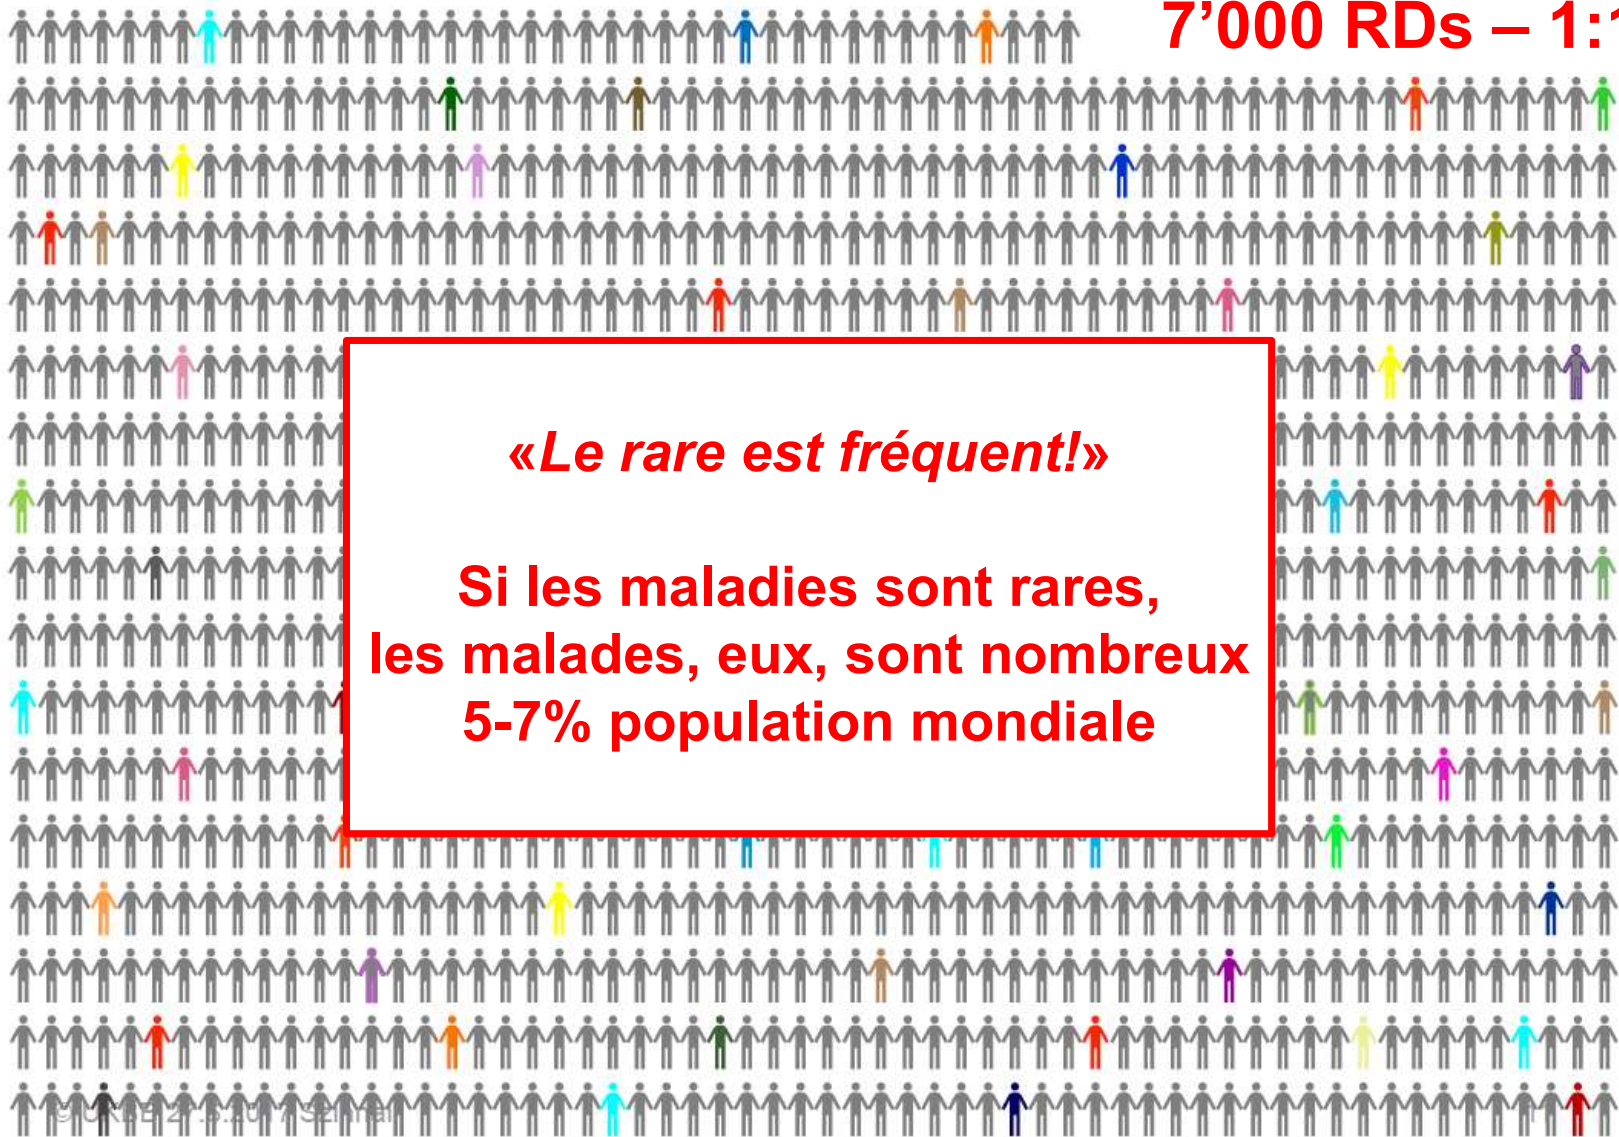 7’000 RDs – 1:
«Le rare est fréquent!»
Si les maladies sont rares,
les malades, eux, sont nombreux
5-7% population mondiale
©